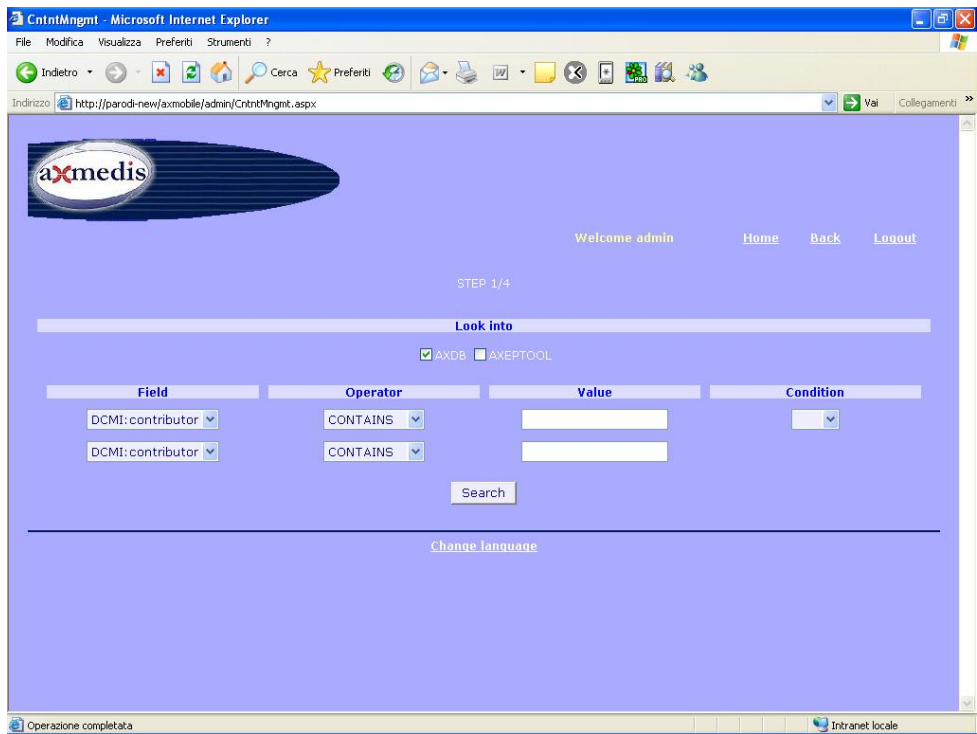 CntntMngmt - Microsoft Internet Explorer
File Modifica Visualizza Preferiti Strumenti ?
Indietro Cerca Preferiti
Indirizzo http://parodi-new/axmobile/admin/CntntMngmt.aspx Vai Collegamenti »
axmedis
Welcome admin Home Back Logout
STEP 1/4
Look into
AXDB AXEPTOOL
Field Operator Value Condition
DCMI:contributor CONTAINS
DCMI:contributor CONTAINS
Search
Change language
Operazione completata Intranet locale